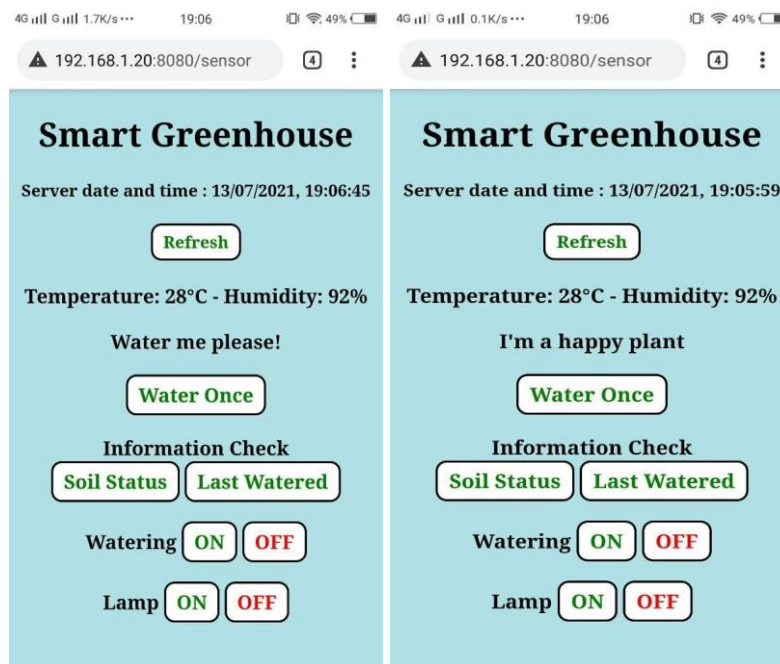 4G G 1.7K/s ··· 19:06 49%
192.168.1.20:8080/sensor 4
Smart Greenhouse
Server date and time : 13/07/2021, 19:06:45
Refresh
Temperature: 28°C - Humidity: 92%
Water me please!
Water Once
Information Check
Soil Status Last Watered
Watering ON OFF
Lamp ON OFF
4G G 0.1K/s ··· 19:06 49%
192.168.1.20:8080/sensor 4
Smart Greenhouse
Server date and time : 13/07/2021, 19:05:59
Refresh
Temperature: 28°C - Humidity: 92%
I'm a happy plant
Water Once
Information Check
Soil Status Last Watered
Watering ON OFF
Lamp ON OFF